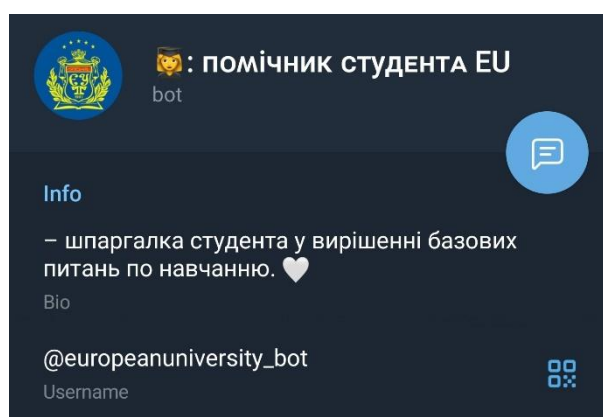 👩‍🎓: помічник студента EU
bot
Info
– шпаргалка студента у вирішенні базових
питань по навчанню. 🤍
Bio
@europeanuniversity_bot
Username